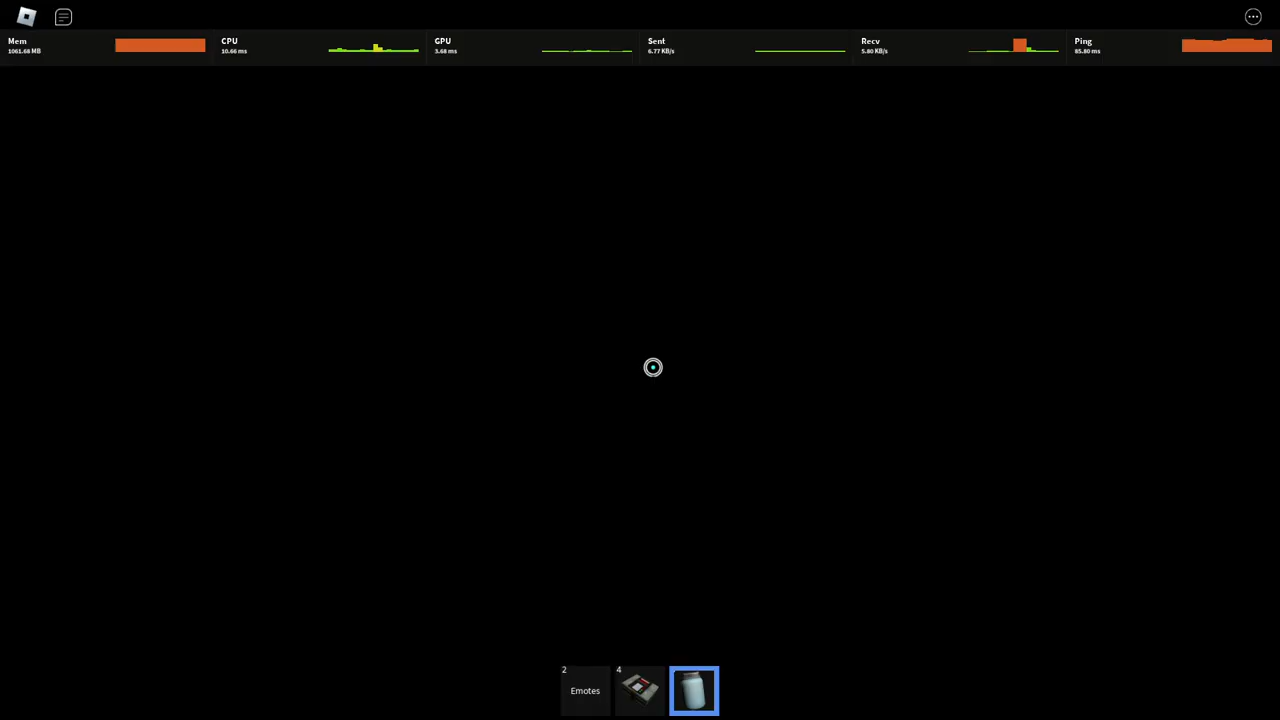 Mem
1061.68 MB
CPU
10.66 ms
GPU
3.68 ms
Sent
6.77 KB/s
Recv
5.80 KB/s
Ping
85.80 ms
2
Emotes
4